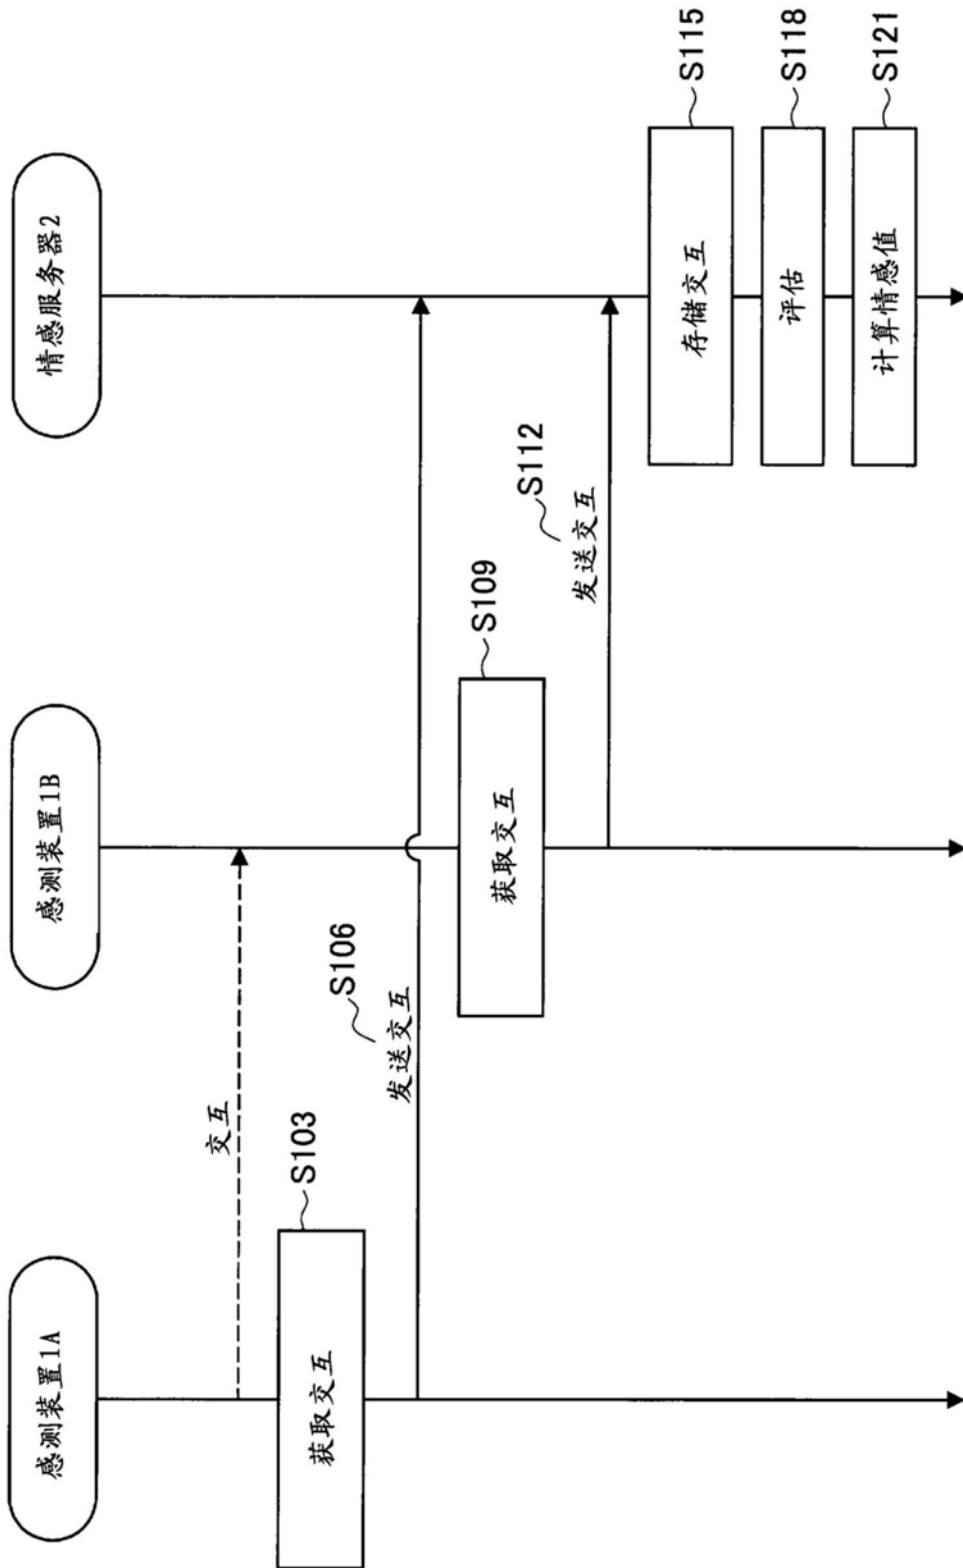 感测装置1A
感测装置1B
情感服务器2
交互
获取交互
S103
S106
发送交互
获取交互
S109
S112
发送交互
存储交互
S115
评估
S118
计算情感值
S121